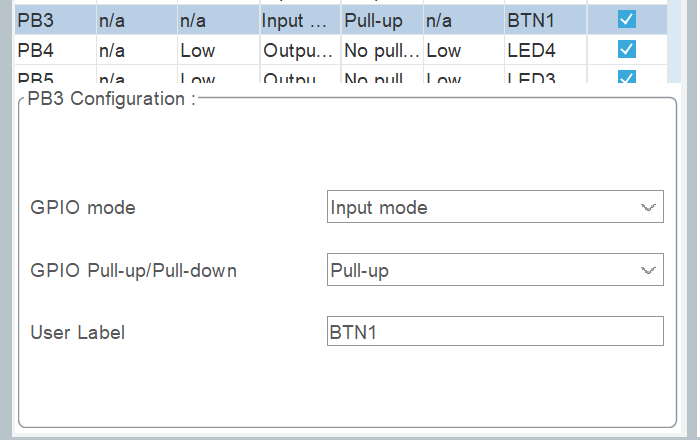 PB3 n/a n/a Input ... Pull-up n/a BTN1
PB4 n/a Low Outpu... No pull... Low LED4
PB5 n/a Low Outpu... No pull... Low LED3
PB3 Configuration :
GPIO mode Input mode
GPIO Pull-up/Pull-down Pull-up
User Label BTN1